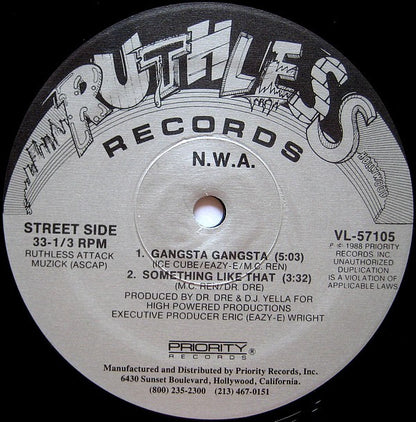 RUTHLESS
RECORDS
N.W.A.
STREET SIDE
33-1/3 RPM
RUTHLESS ATTACK
MUZICK (ASCAP)
VL-57105
℗ © 1988 PRIORITY
RECORDS, INC.
UNAUTHORIZED
DUPLICATION
IS A VIOLATION OF
APPLICABLE LAWS
1. GANGSTA GANGSTA (5:03)
(ICE CUBE/EAZY-E/M.C. REN)
2. SOMETHING LIKE THAT (3:32)
(M.C. REN/DR. DRE)
PRODUCED BY DR. DRE & D.J. YELLA FOR
HIGH POWERED PRODUCTIONS
EXECUTIVE PRODUCER ERIC (EAZY-E) WRIGHT
PRIORITY
RECORDS ®
Manufactured and Distributed by Priority Records, Inc.
6430 Sunset Boulevard, Hollywood, California.
(800) 235-2300 (213) 467-0151